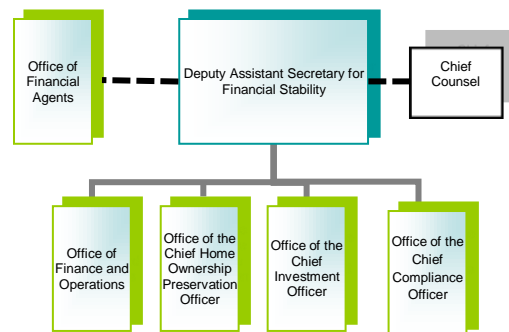 Office of
Financial
Agents
Deputy Assistant Secretary for
Financial Stability
Chief
Counsel
Office of
Finance and
Operations
Office of the
Chief Home
Ownership
Preservation
Officer
Office of the
Chief
Investment
Officer
Office of the
Chief
Compliance
Officer